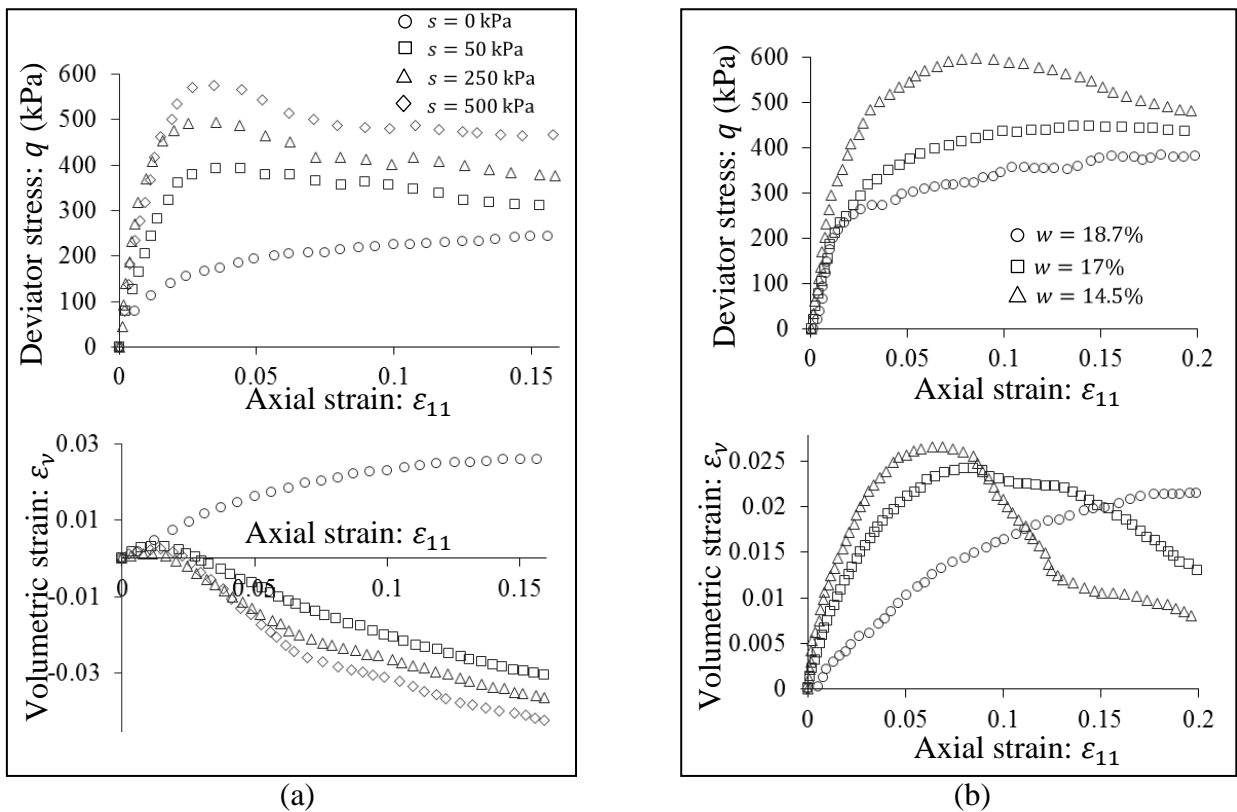 s = 0 kPa
s = 50 kPa
s = 250 kPa
s = 500 kPa
Deviator stress: q (kPa)
600
500
400
300
200
100
0
0 0.05 0.1 0.15
Axial strain: ε11
Volumetric strain: εν
0.03
0.01
-0.01
-0.03
Axial strain: ε11
0 0.05 0.1 0.15
(a)
Deviator stress: q (kPa)
600
500
400
300
200
100
0
w = 18.7%
w = 17%
w = 14.5%
0 0.05 0.1 0.15 0.2
Axial strain: ε11
Volumetric strain: εν
0.025
0.02
0.015
0.01
0.005
0
0 0.05 0.1 0.15 0.2
Axial strain: ε11
(b)